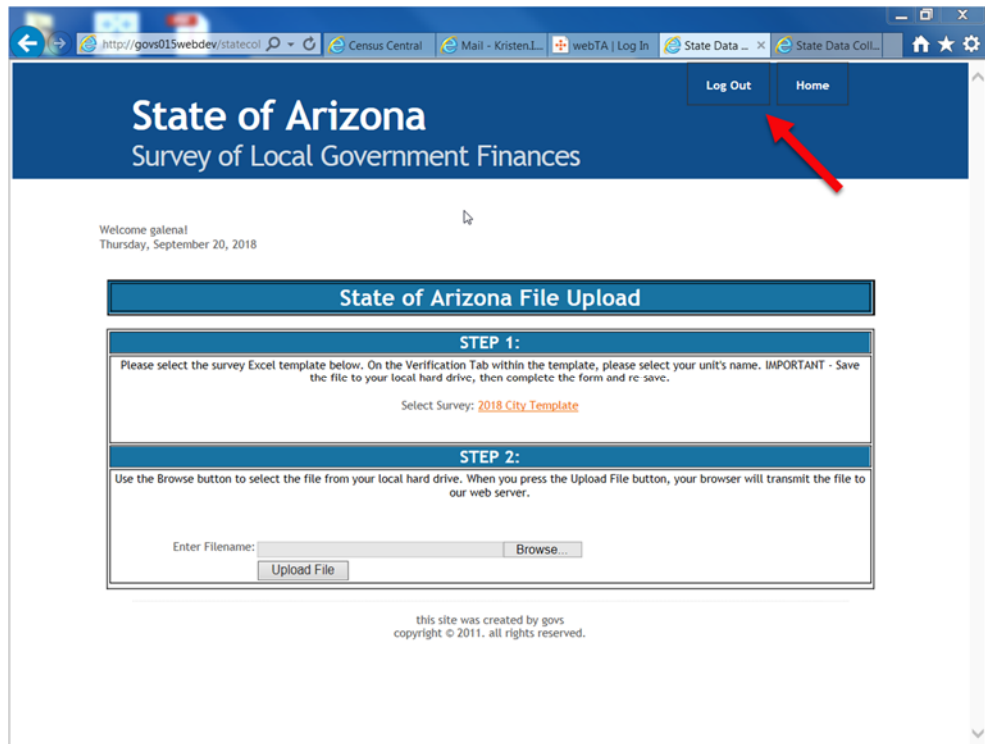 http://govs015webdev/statecol
Census Central
Mail - Kristen.I...
webTA | Log In
State Data ...
State Data Coll...
Log Out
Home
State of Arizona
Survey of Local Government Finances
Welcome galena!
Thursday, September 20, 2018
State of Arizona File Upload
STEP 1:
Please select the survey Excel template below. On the Verification Tab within the template, please select your unit's name. IMPORTANT - Save
the file to your local hard drive, then complete the form and re-save.
Select Survey: 2018 City Template
STEP 2:
Use the Browse button to select the file from your local hard drive. When you press the Upload File button, your browser will transmit the file to
our web server.
Enter Filename:
Browse...
Upload File
this site was created by govs
copyright © 2011. all rights reserved.